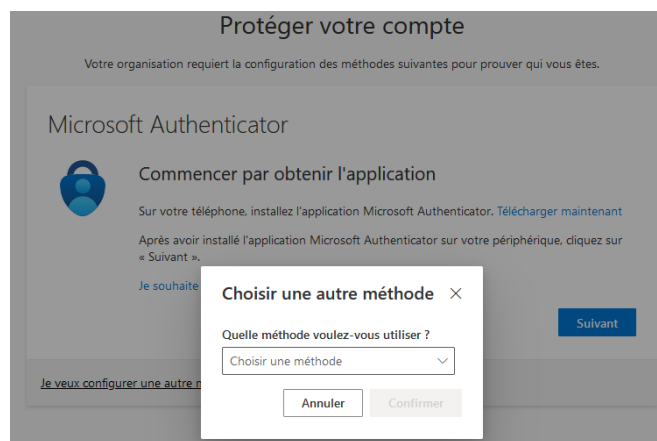 Protéger votre compte
Votre organisation requiert la configuration des méthodes suivantes pour prouver qui vous êtes.
Microsoft Authenticator
Commencer par obtenir l'application
Sur votre téléphone, installez l'application Microsoft Authenticator. Télécharger maintenant
Après avoir installé l'application Microsoft Authenticator sur votre périphérique, cliquez sur
« Suivant ».
Je souhaite
Choisir une autre méthode
Quelle méthode voulez-vous utiliser ?
Suivant
Choisir une méthode
Je veux configurer une autre
Annuler
Confirmer